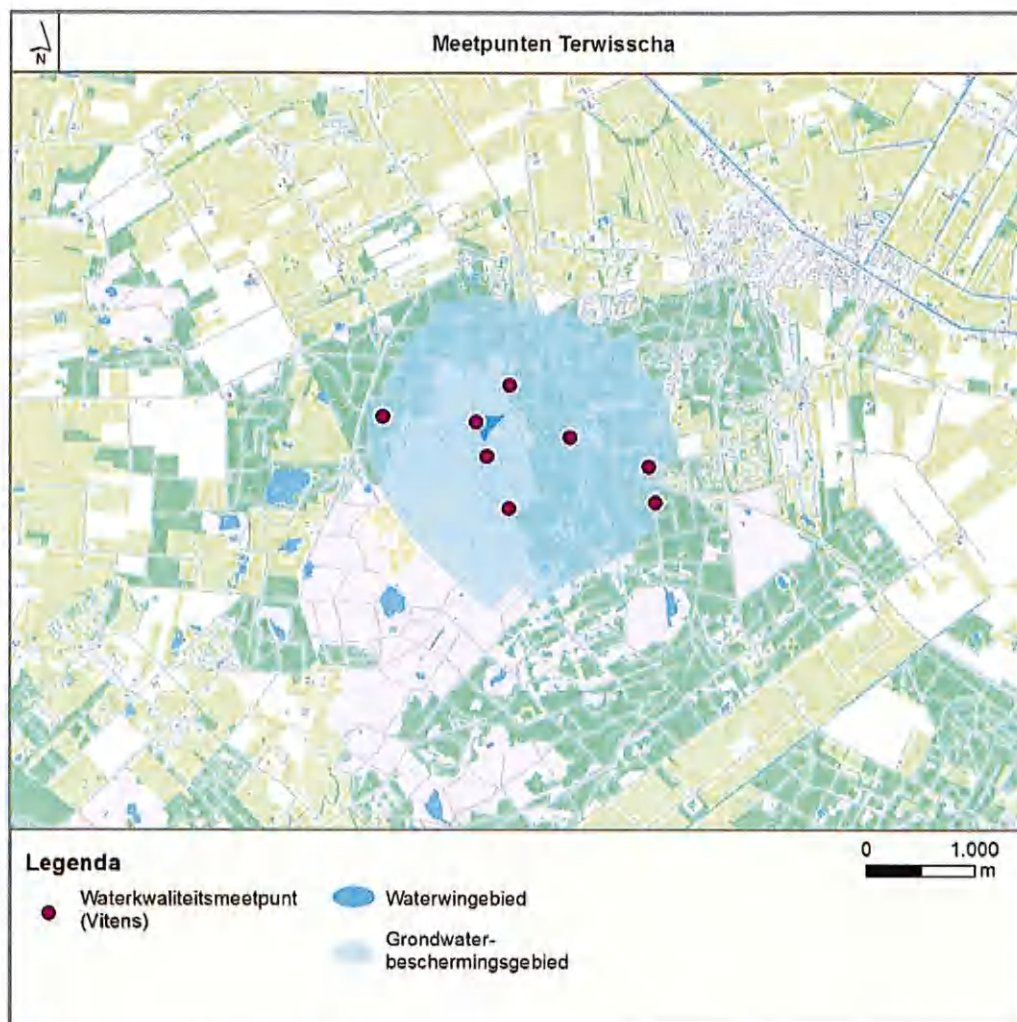 N
Meetpunten Terwisscha
Legenda
Waterkwaliteitsmeetpunt
(Vitens)
Waterwingebied
Grondwater-
beschermingsgebied
0 1.000
m